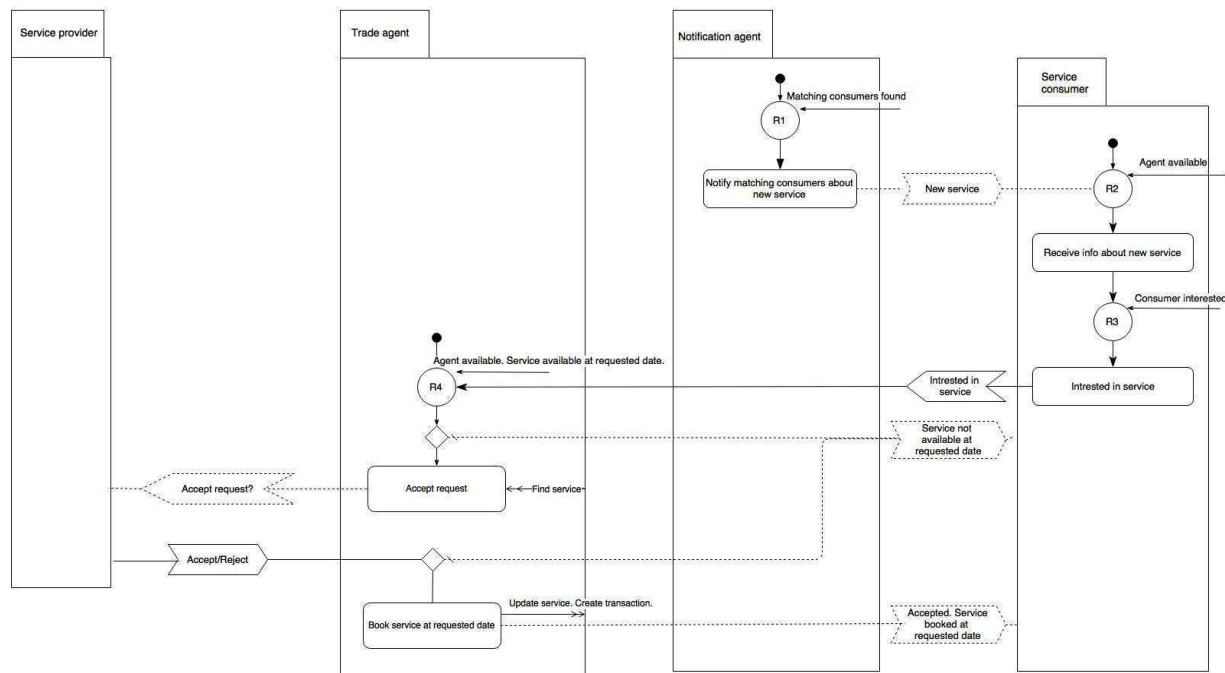 Service provider
Trade agent
Notification agent
Service
consumer
Matching consumers found
R1
Agent available
Notify matching consumers about
new service
New service
R2
Receive info about new service
Consumer interested
R3
Agent available. Service available at requested date.
R4
Intrested in
service
Intrested in service
Service not
available at
requested date
Accept request?
Accept request
Find service
Accept/Reject
Update service. Create transaction.
Book service at requested date
Accepted. Service
booked at
requested date